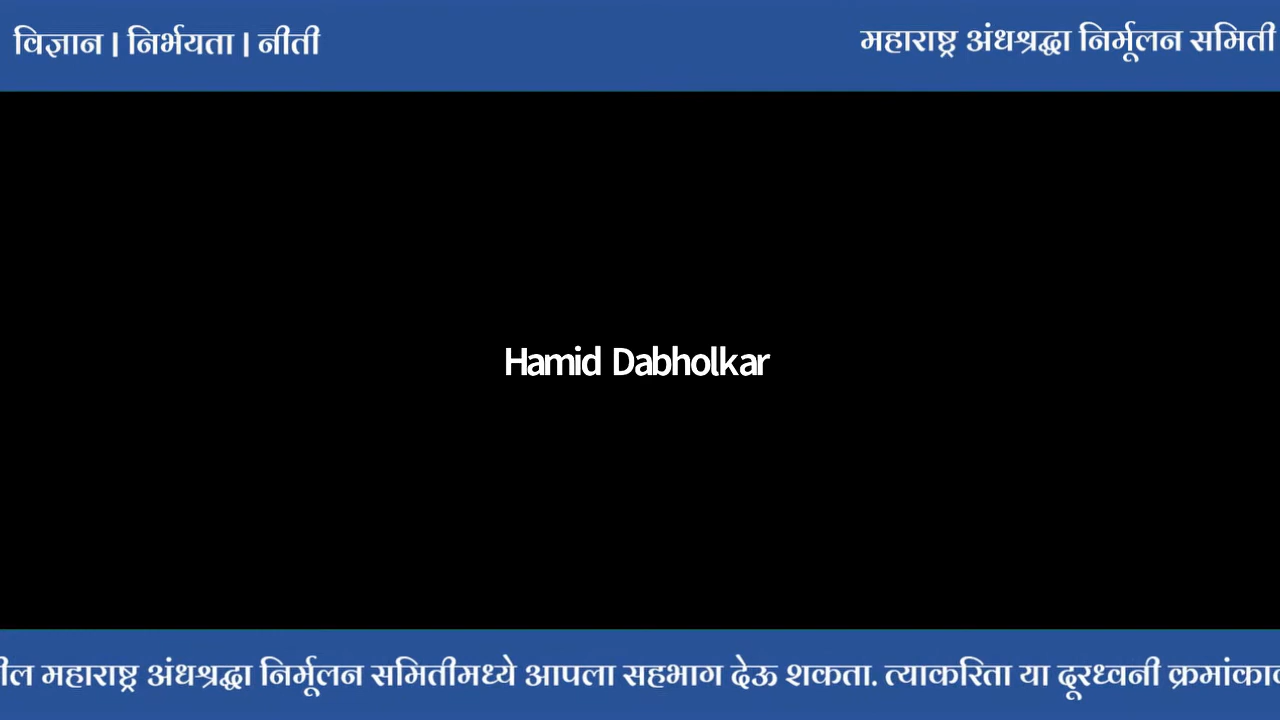 विज्ञान | निर्भयता | नीती
महाराष्ट्र अंधश्रद्धा निर्मूलन समिती
Hamid Dabholkar
महाराष्ट्र अंधश्रद्धा निर्मूलन समितीमध्ये आपला सहभाग देऊ शकता. त्याकरिता या दूरध्वनी